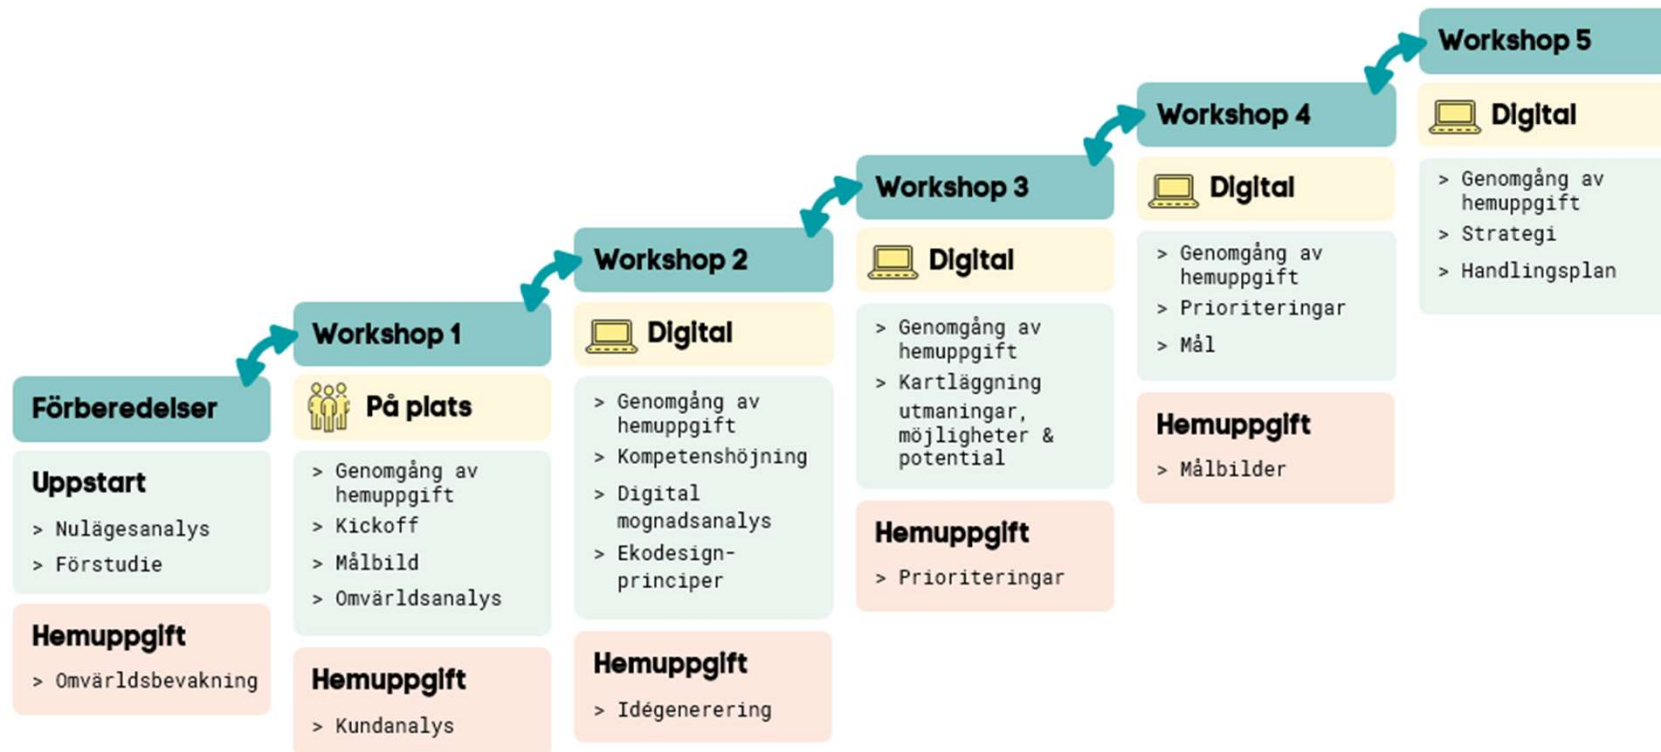 Förberedelser
Uppstart
> Nulägesanalys
> Förstudie
Hemuppgift
> Omvärldsbevakning
Workshop 1
På plats
> Genomgång av
hemuppgift
> Kickoff
> Målbild
> Omvärldsanalys
Hemuppgift
> Kundanalys
Workshop 2
Digital
> Genomgång av
hemuppgift
> Kompetenshöjning
> Digital
mognadsanalys
> Ekodesign-
principer
Hemuppgift
> Idégenerering
Workshop 3
Digital
> Genomgång av
hemuppgift
> Kartläggning
utmaningar,
möjligheter &
potential
Hemuppgift
> Prioriteringar
Workshop 4
Digital
> Genomgång av
hemuppgift
> Prioriteringar
> Mål
Hemuppgift
> Målbilder
Workshop 5
Digital
> Genomgång av
hemuppgift
> Strategi
> Handlingsplan